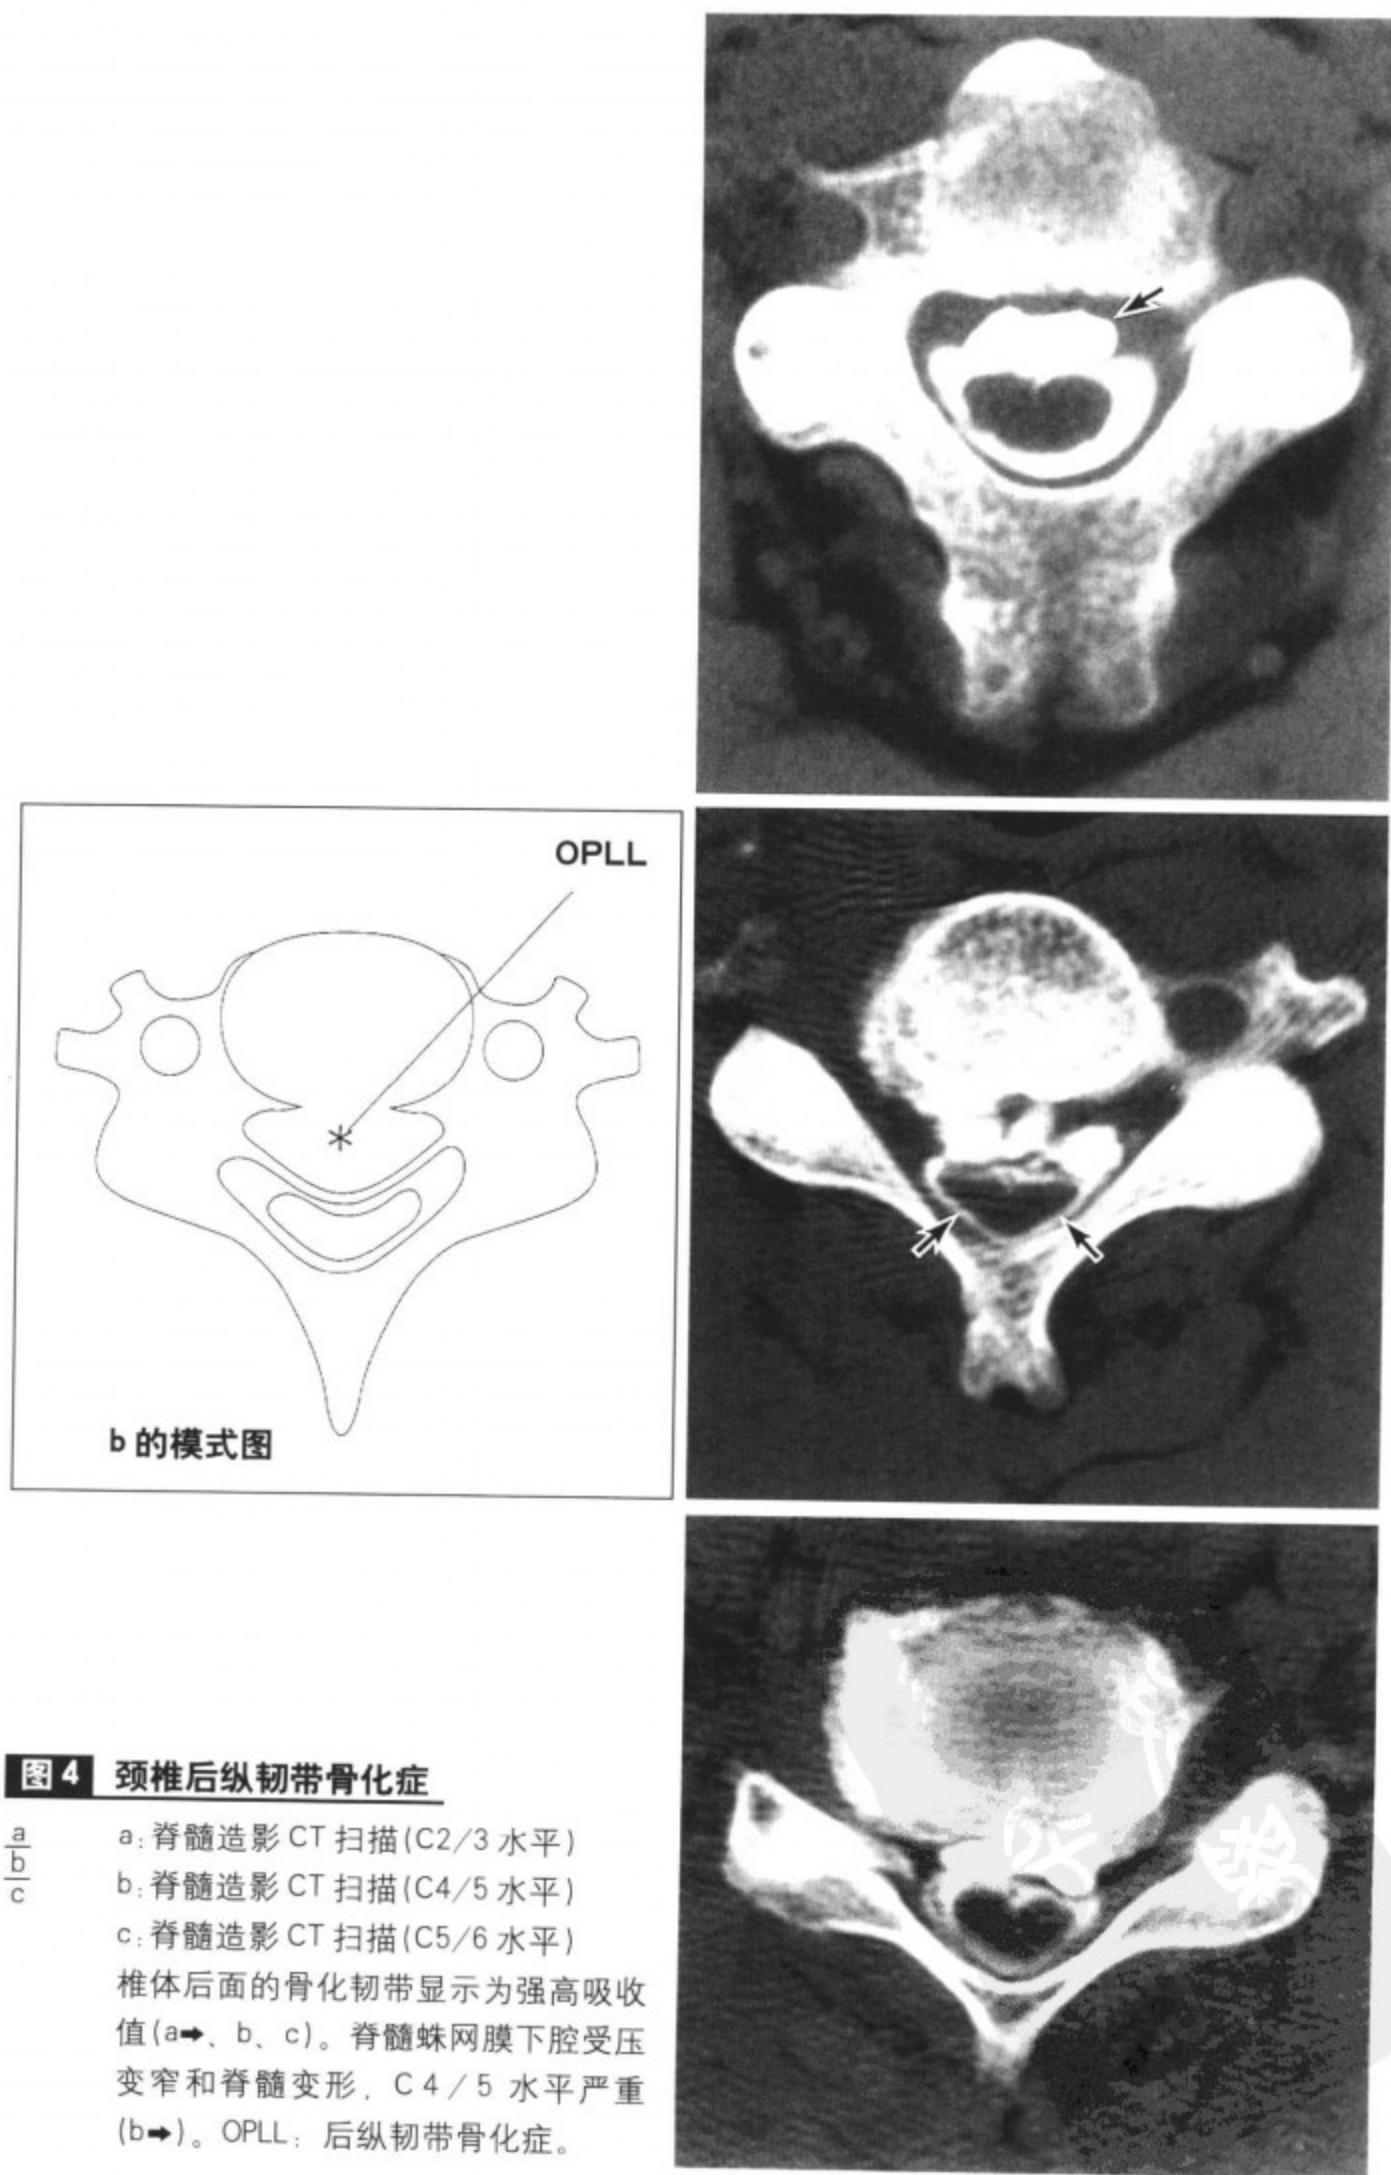 OPLL
b 的模式图
图 4 颈椎后纵韧带骨化症
a
b
c
a: 脊髓造影 CT 扫描(C2/3 水平)
b: 脊髓造影 CT 扫描(C4/5 水平)
c: 脊髓造影 CT 扫描(C5/6 水平)
椎体后面的骨化韧带显示为强高吸收
值(a➡、b、c)。脊髓蛛网膜下腔受压
变窄和脊髓变形, C4/5 水平严重
(b➡)。OPLL: 后纵韧带骨化症。